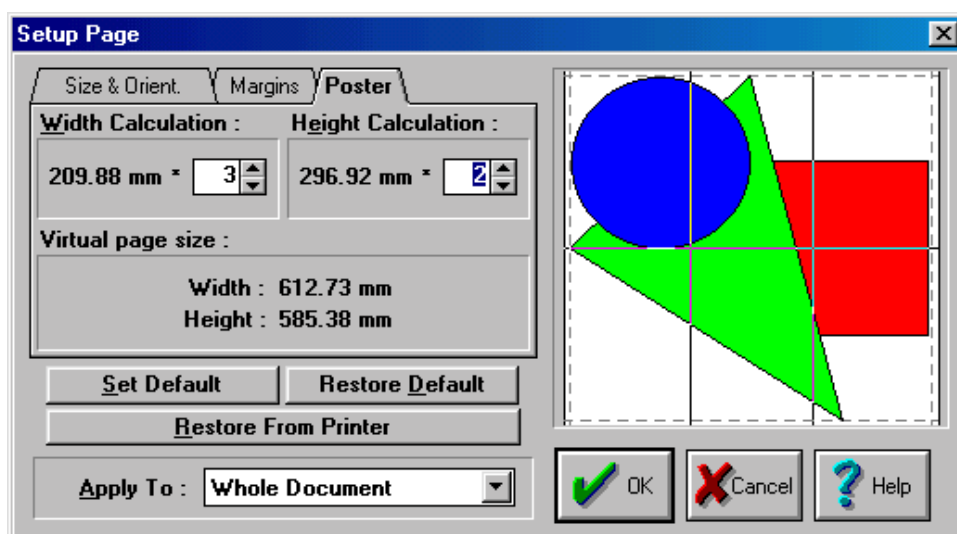 Setup Page
Size & Orient. Margins Poster
Width Calculation : Height Calculation :
209.88 mm * 3 296.92 mm * 2
Virtual page size :
Width : 612.73 mm
Height : 585.38 mm
Set Default Restore Default
Restore From Printer
Apply To : Whole Document
OK Cancel Help